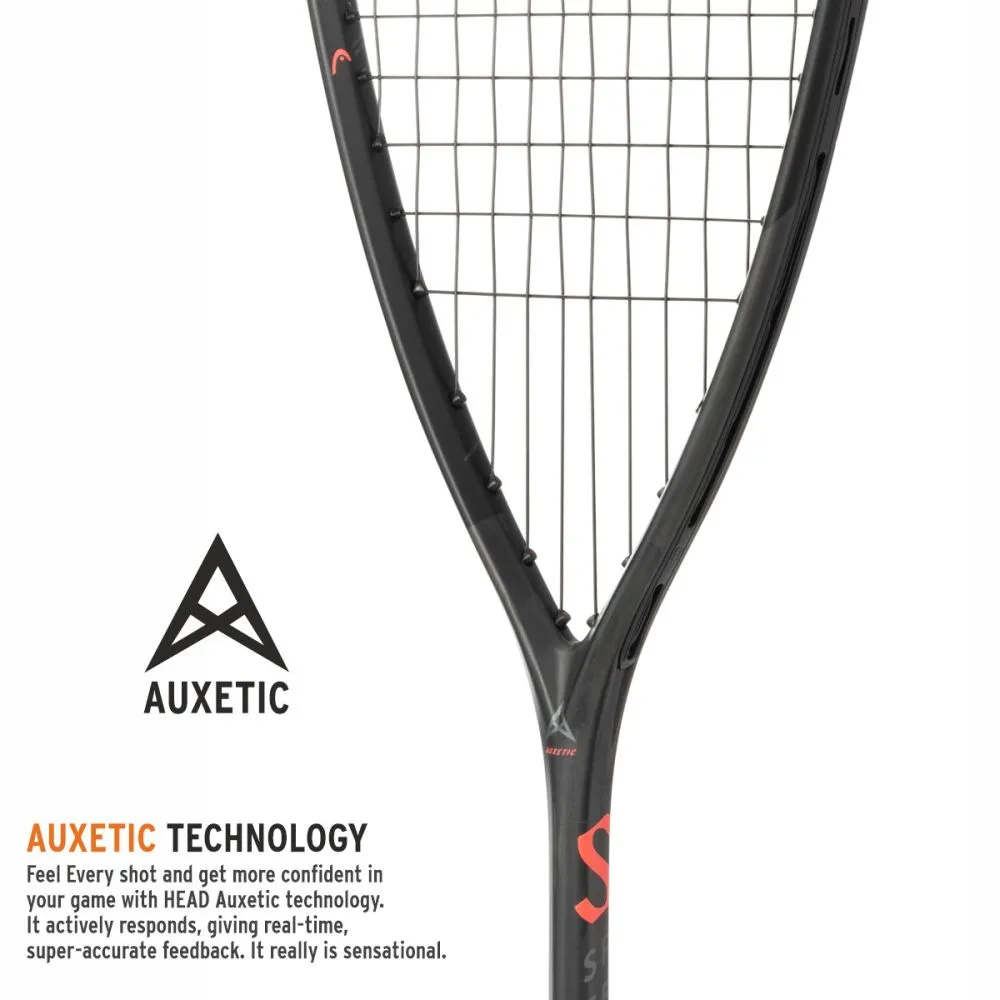 AUXETIC
AUXETIC
S
AUXETIC TECHNOLOGY
Feel Every shot and get more confident in
your game with HEAD Auxetic technology.
It actively responds, giving real-time,
super-accurate feedback. It really is sensational.